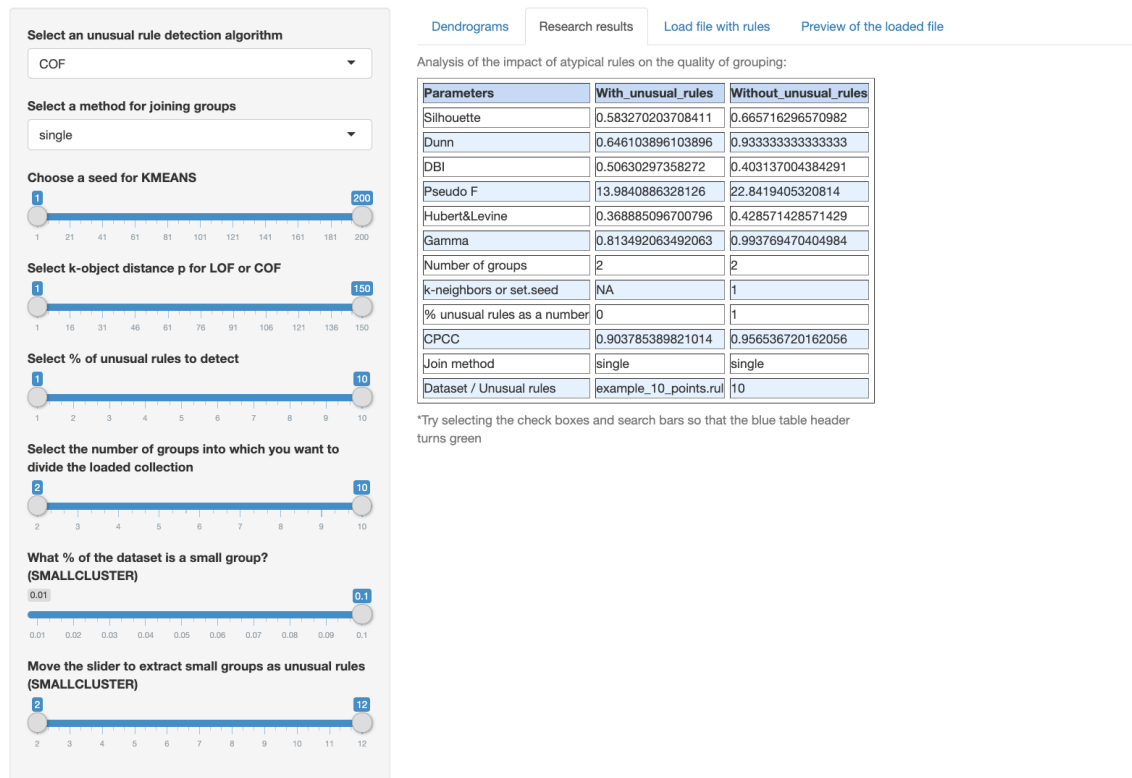 Select an unusual rule detection algorithm
COF
Select a method for joining groups
single
Choose a seed for KMEANS
1 200
1 21 41 61 81 101 121 141 161 181 200
Select k-object distance p for LOF or COF
1 150
1 16 31 46 61 76 91 106 121 136 150
Select % of unusual rules to detect
1 10
1 2 3 4 5 6 7 8 9 10
Select the number of groups into which you want to
divide the loaded collection
2 10
2 3 4 5 6 7 8 9 10
What % of the dataset is a small group?
(SMALLCLUSTER)
0.01 0.1
0.01 0.02 0.03 0.04 0.05 0.06 0.07 0.08 0.09 0.1
Move the slider to extract small groups as unusual rules
(SMALLCLUSTER)
2 12
2 3 4 5 6 7 8 9 10 11 12
Dendrograms Research results Load file with rules Preview of the loaded file
Analysis of the impact of atypical rules on the quality of grouping:
Parameters With_unusual_rules Without_unusual_rules
Silhouette 0.583270203708411 0.665716296570982
Dunn 0.646103896103896 0.933333333333333
DBI 0.50630297358272 0.403137004384291
Pseudo F 13.9840886328126 22.8419405320814
Hubert&Levine 0.368885096700796 0.428571428571429
Gamma 0.813492063492063 0.993769470404984
Number of groups 2 2
k-neighbors or set.seed NA 1
% unusual rules as a number 0 1
CPCC 0.903785389821014 0.956536720162056
Join method single single
Dataset / Unusual rules example_10_points.rul 10
*Try selecting the check boxes and search bars so that the blue table header
turns green